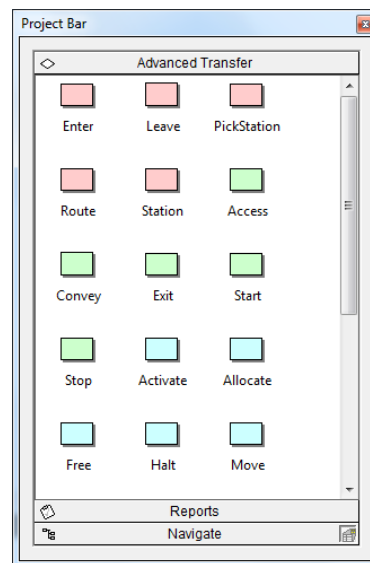 Project Bar
Advanced Transfer
Enter Leave PickStation
Route Station Access
Convey Exit Start
Stop Activate Allocate
Free Halt Move
Reports
Navigate